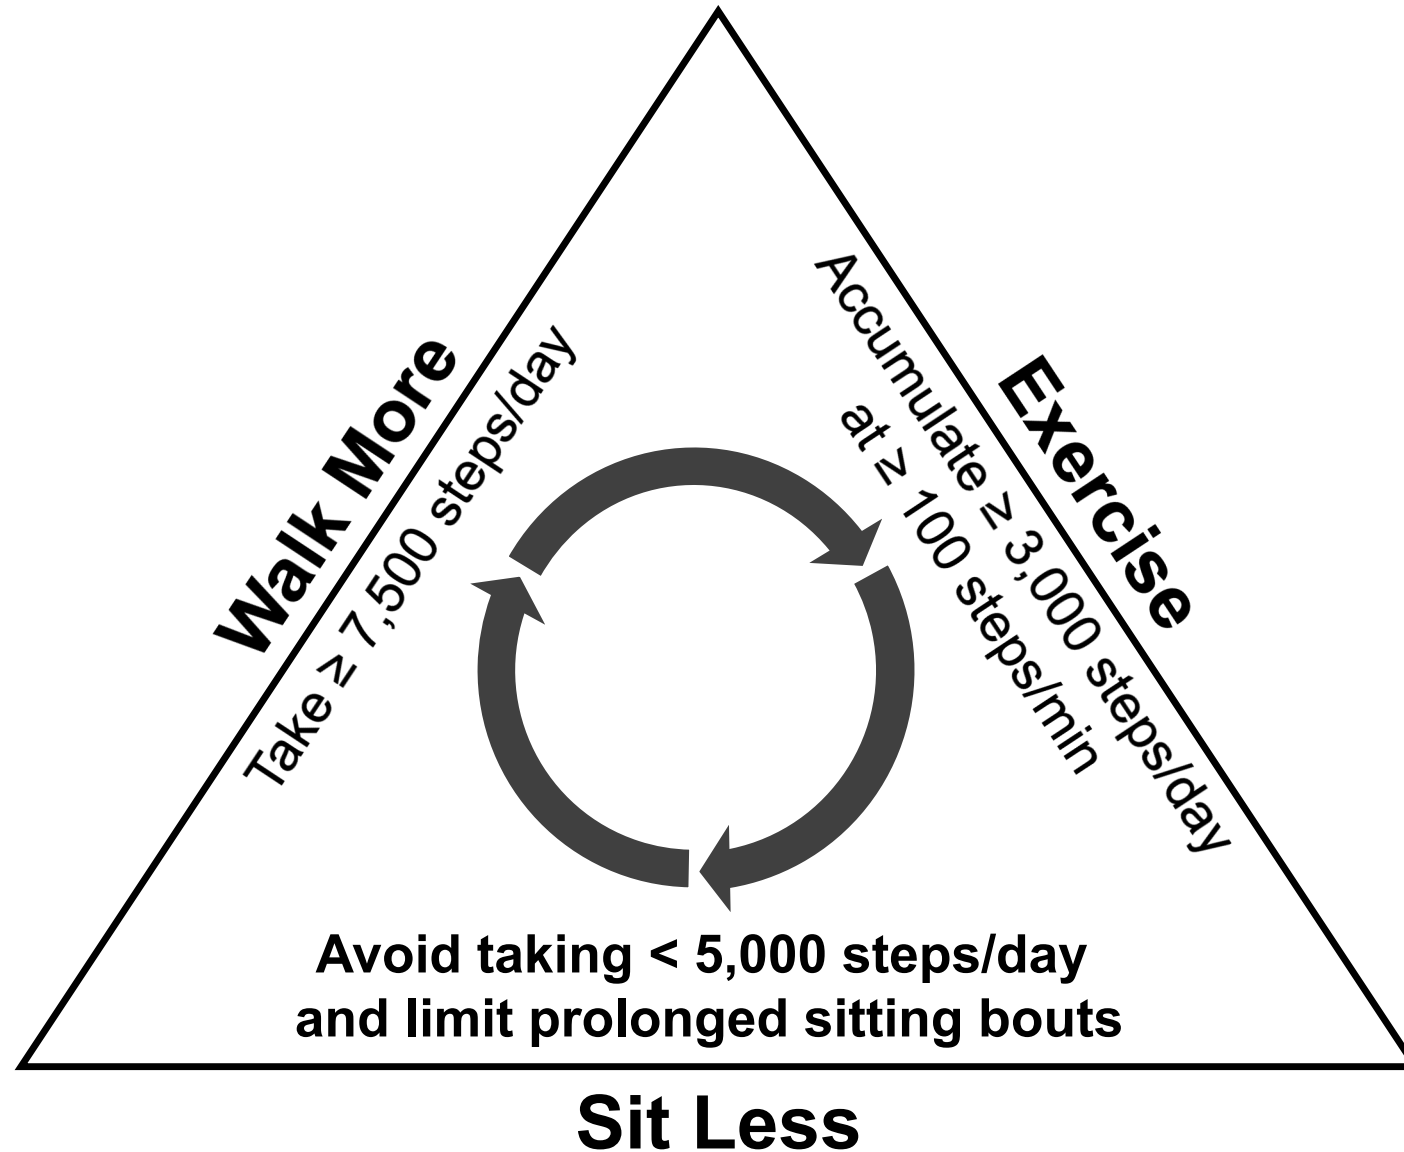 Walk More
Take ≥ 7,500 steps/day
Exercise
Accumulate ≥ 3,000 steps/day
at ≥ 100 steps/min
Avoid taking < 5,000 steps/day
and limit prolonged sitting bouts
Sit Less